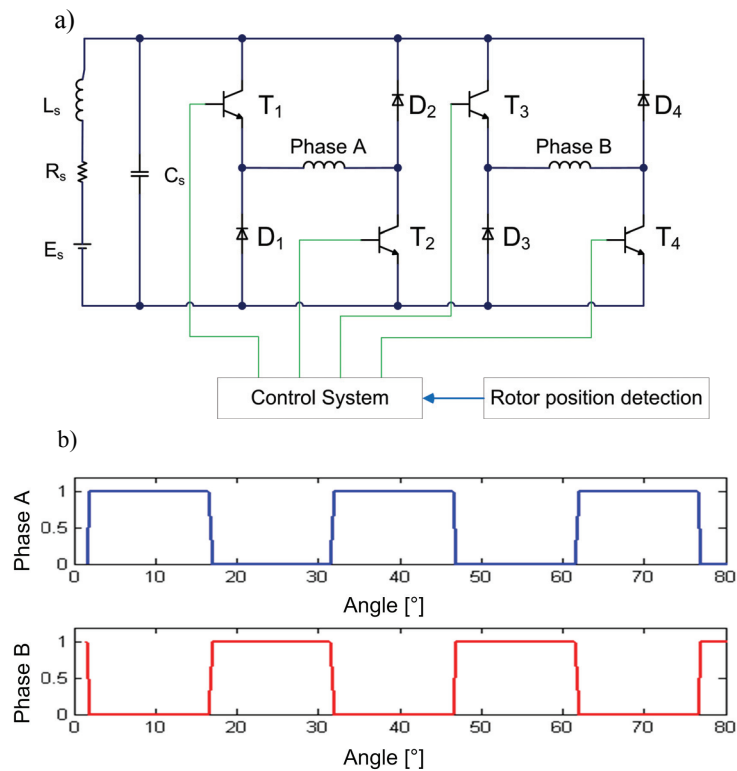 a)
Lₛ
Rₛ
Eₛ
Cₛ
T₁
D₂
T₃
D₄
Phase A
Phase B
D₁
T₂
D₃
T₄
Control System
Rotor position detection
b)
Phase A
1
0.5
0
0 10 20 30 40 50 60 70 80
Angle [°]
Phase B
1
0.5
0
0 10 20 30 40 50 60 70 80
Angle [°]